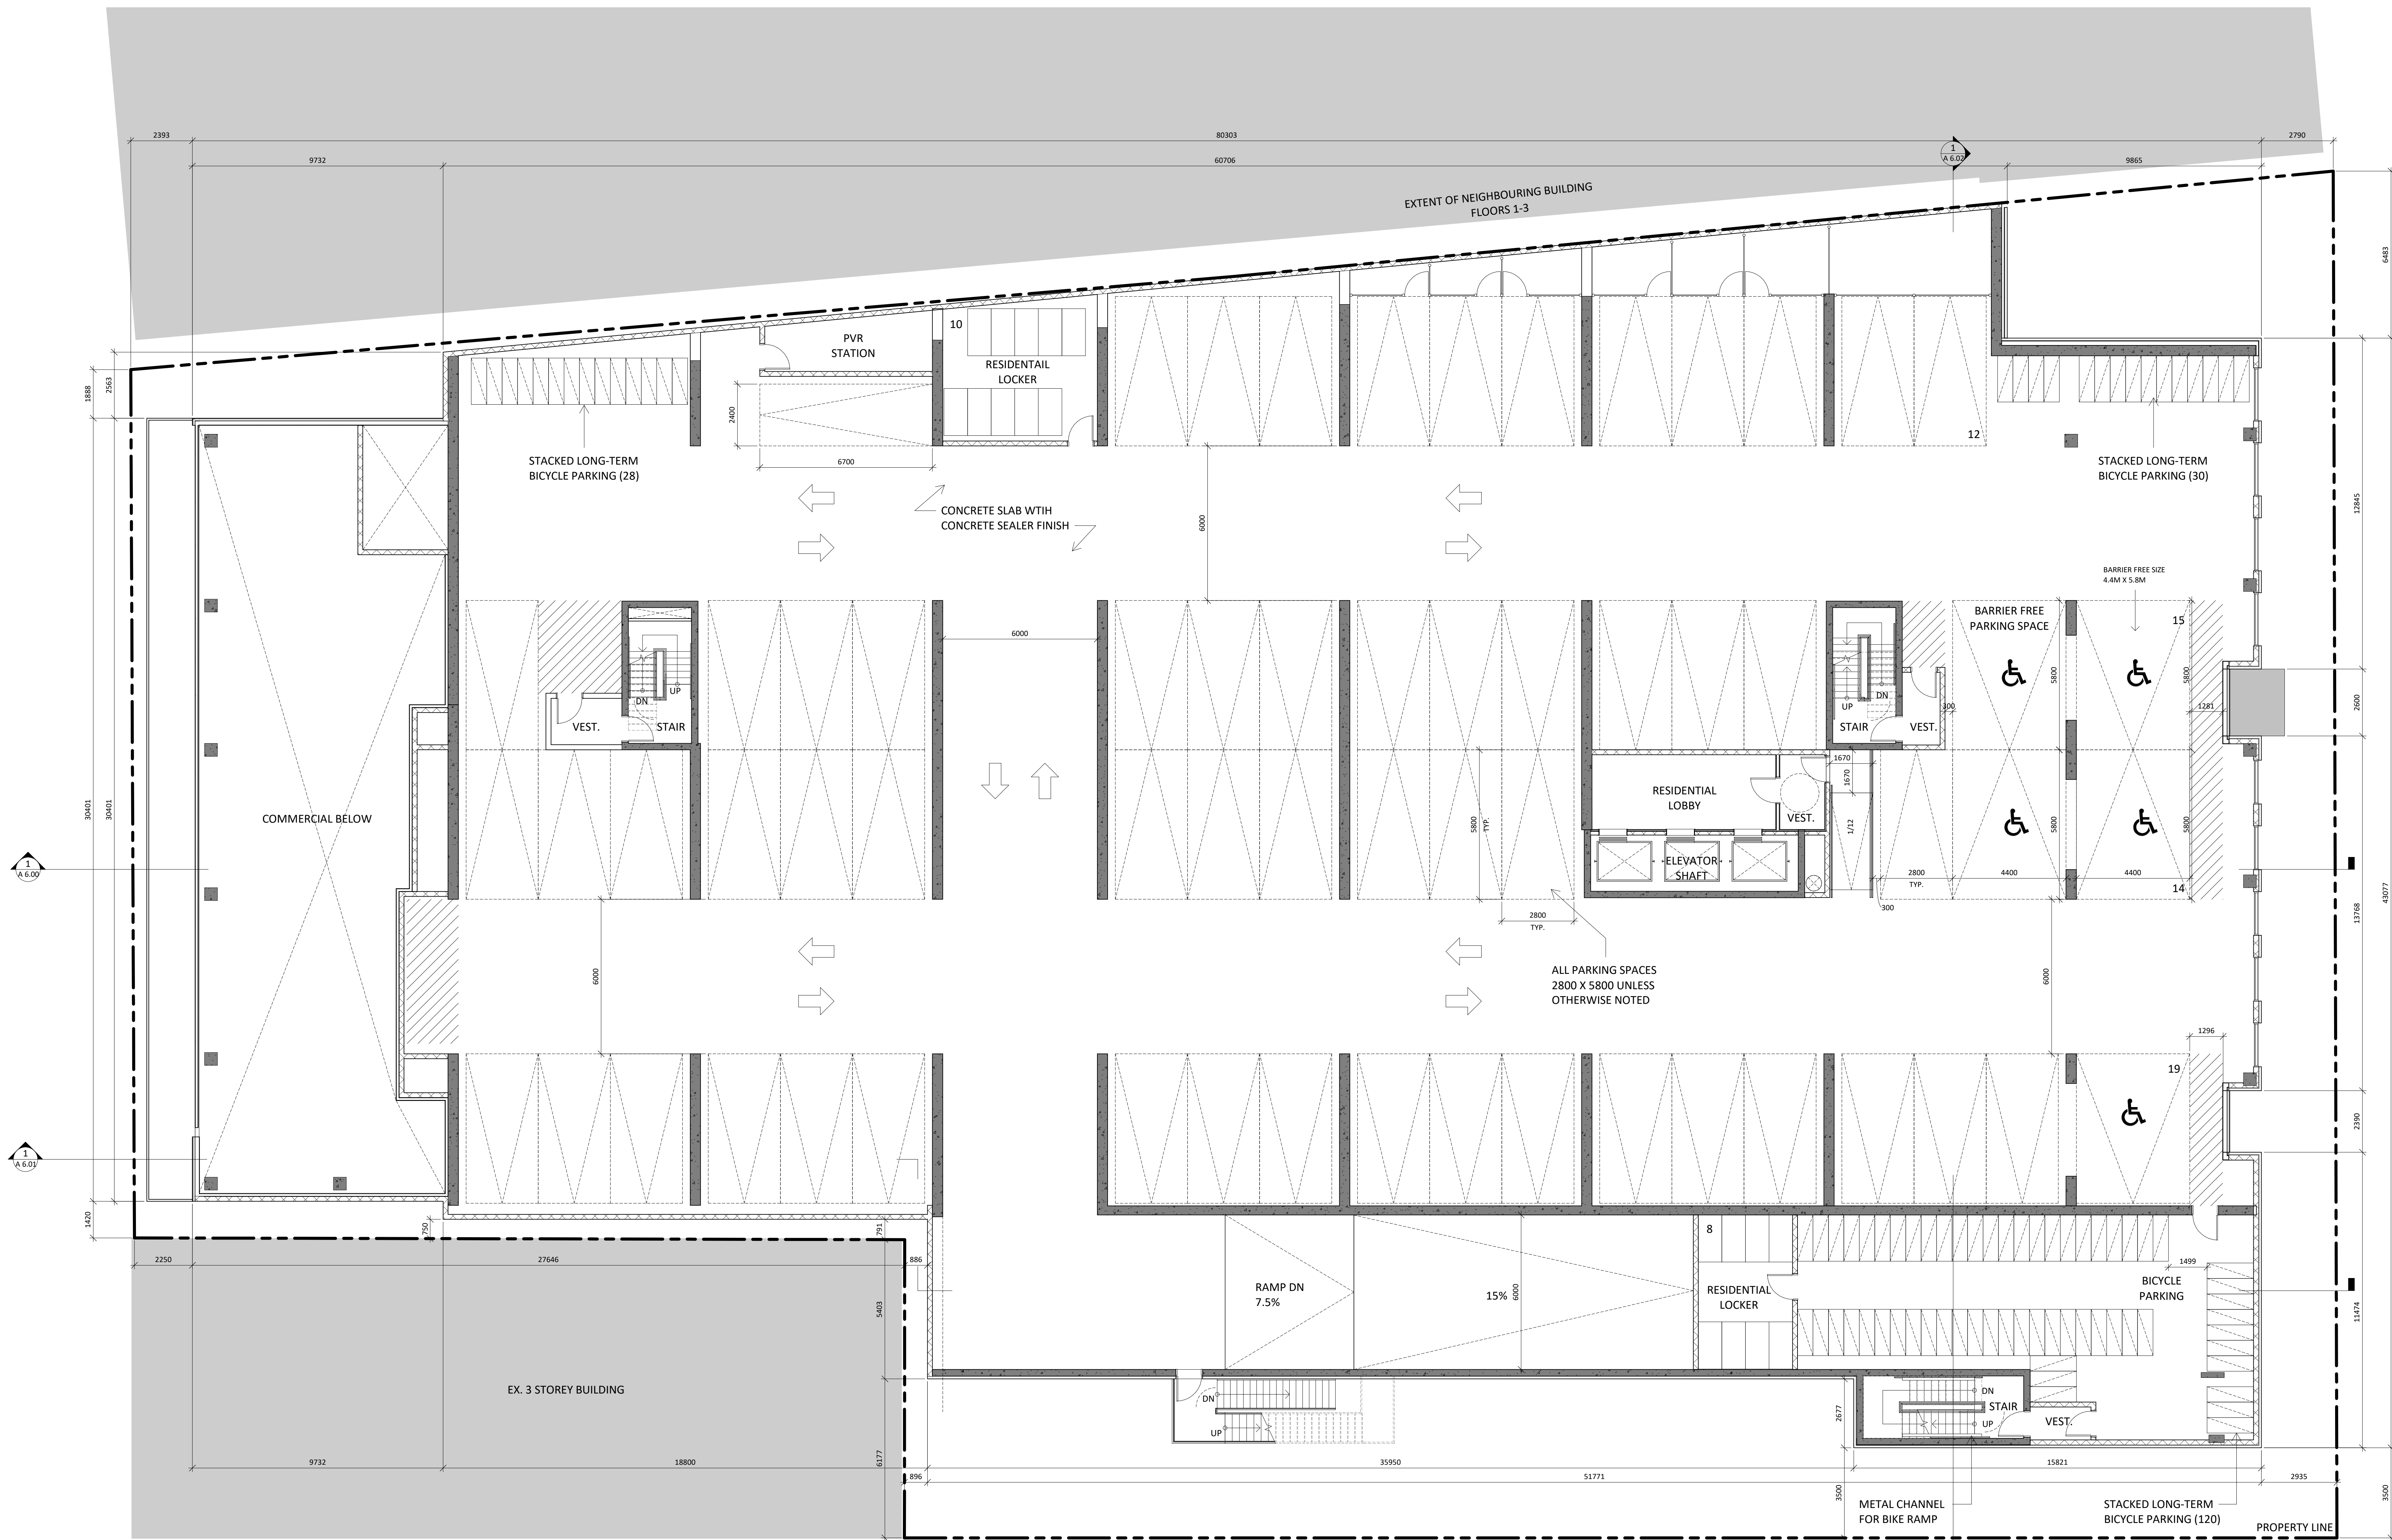 2393
80303
2790
9732
60706
9865
1
A 6.02
EXTENT OF NEIGHBOURING BUILDING
FLOORS 1-3
6483
1888
2563
PVR
STATION
10
RESIDENTAIL
LOCKER
2400
6700
12
STACKED LONG-TERM
BICYCLE PARKING (28)
STACKED LONG-TERM
BICYCLE PARKING (30)
CONCRETE SLAB WTIH
CONCRETE SEALER FINISH
6000
12845
BARRIER FREE SIZE
4.4M X 5.8M
BARRIER FREE
PARKING SPACE
15
6000
5800
5800
DN
UP
VEST.
STAIR
DN
UP
300
STAIR
VEST.
1281
2600
30401
30401
COMMERCIAL BELOW
5800
TYP.
RESIDENTIAL
LOBBY
VEST.
1670
1670
1/12
5800
5800
43077
ELEVATOR
SHAFT
2800
TYP.
4400
4400
14
300
1
A 6.00
2800
TYP.
13768
6000
ALL PARKING SPACES
2800 X 5800 UNLESS
OTHERWISE NOTED
6000
1296
19
2390
1
A 6.01
1420
750
791
2250
27646
886
8
RAMP DN
7.5%
15%
6000
RESIDENTIAL
LOCKER
1499
BICYCLE
PARKING
11474
5403
EX. 3 STOREY BUILDING
DN
UP
DN
STAIR
UP
VEST.
2677
6177
9732
18800
35950
15821
896
51771
2935
3500
3500
METAL CHANNEL
FOR BIKE RAMP
STACKED LONG-TERM
BICYCLE PARKING (120)
PROPERTY LINE